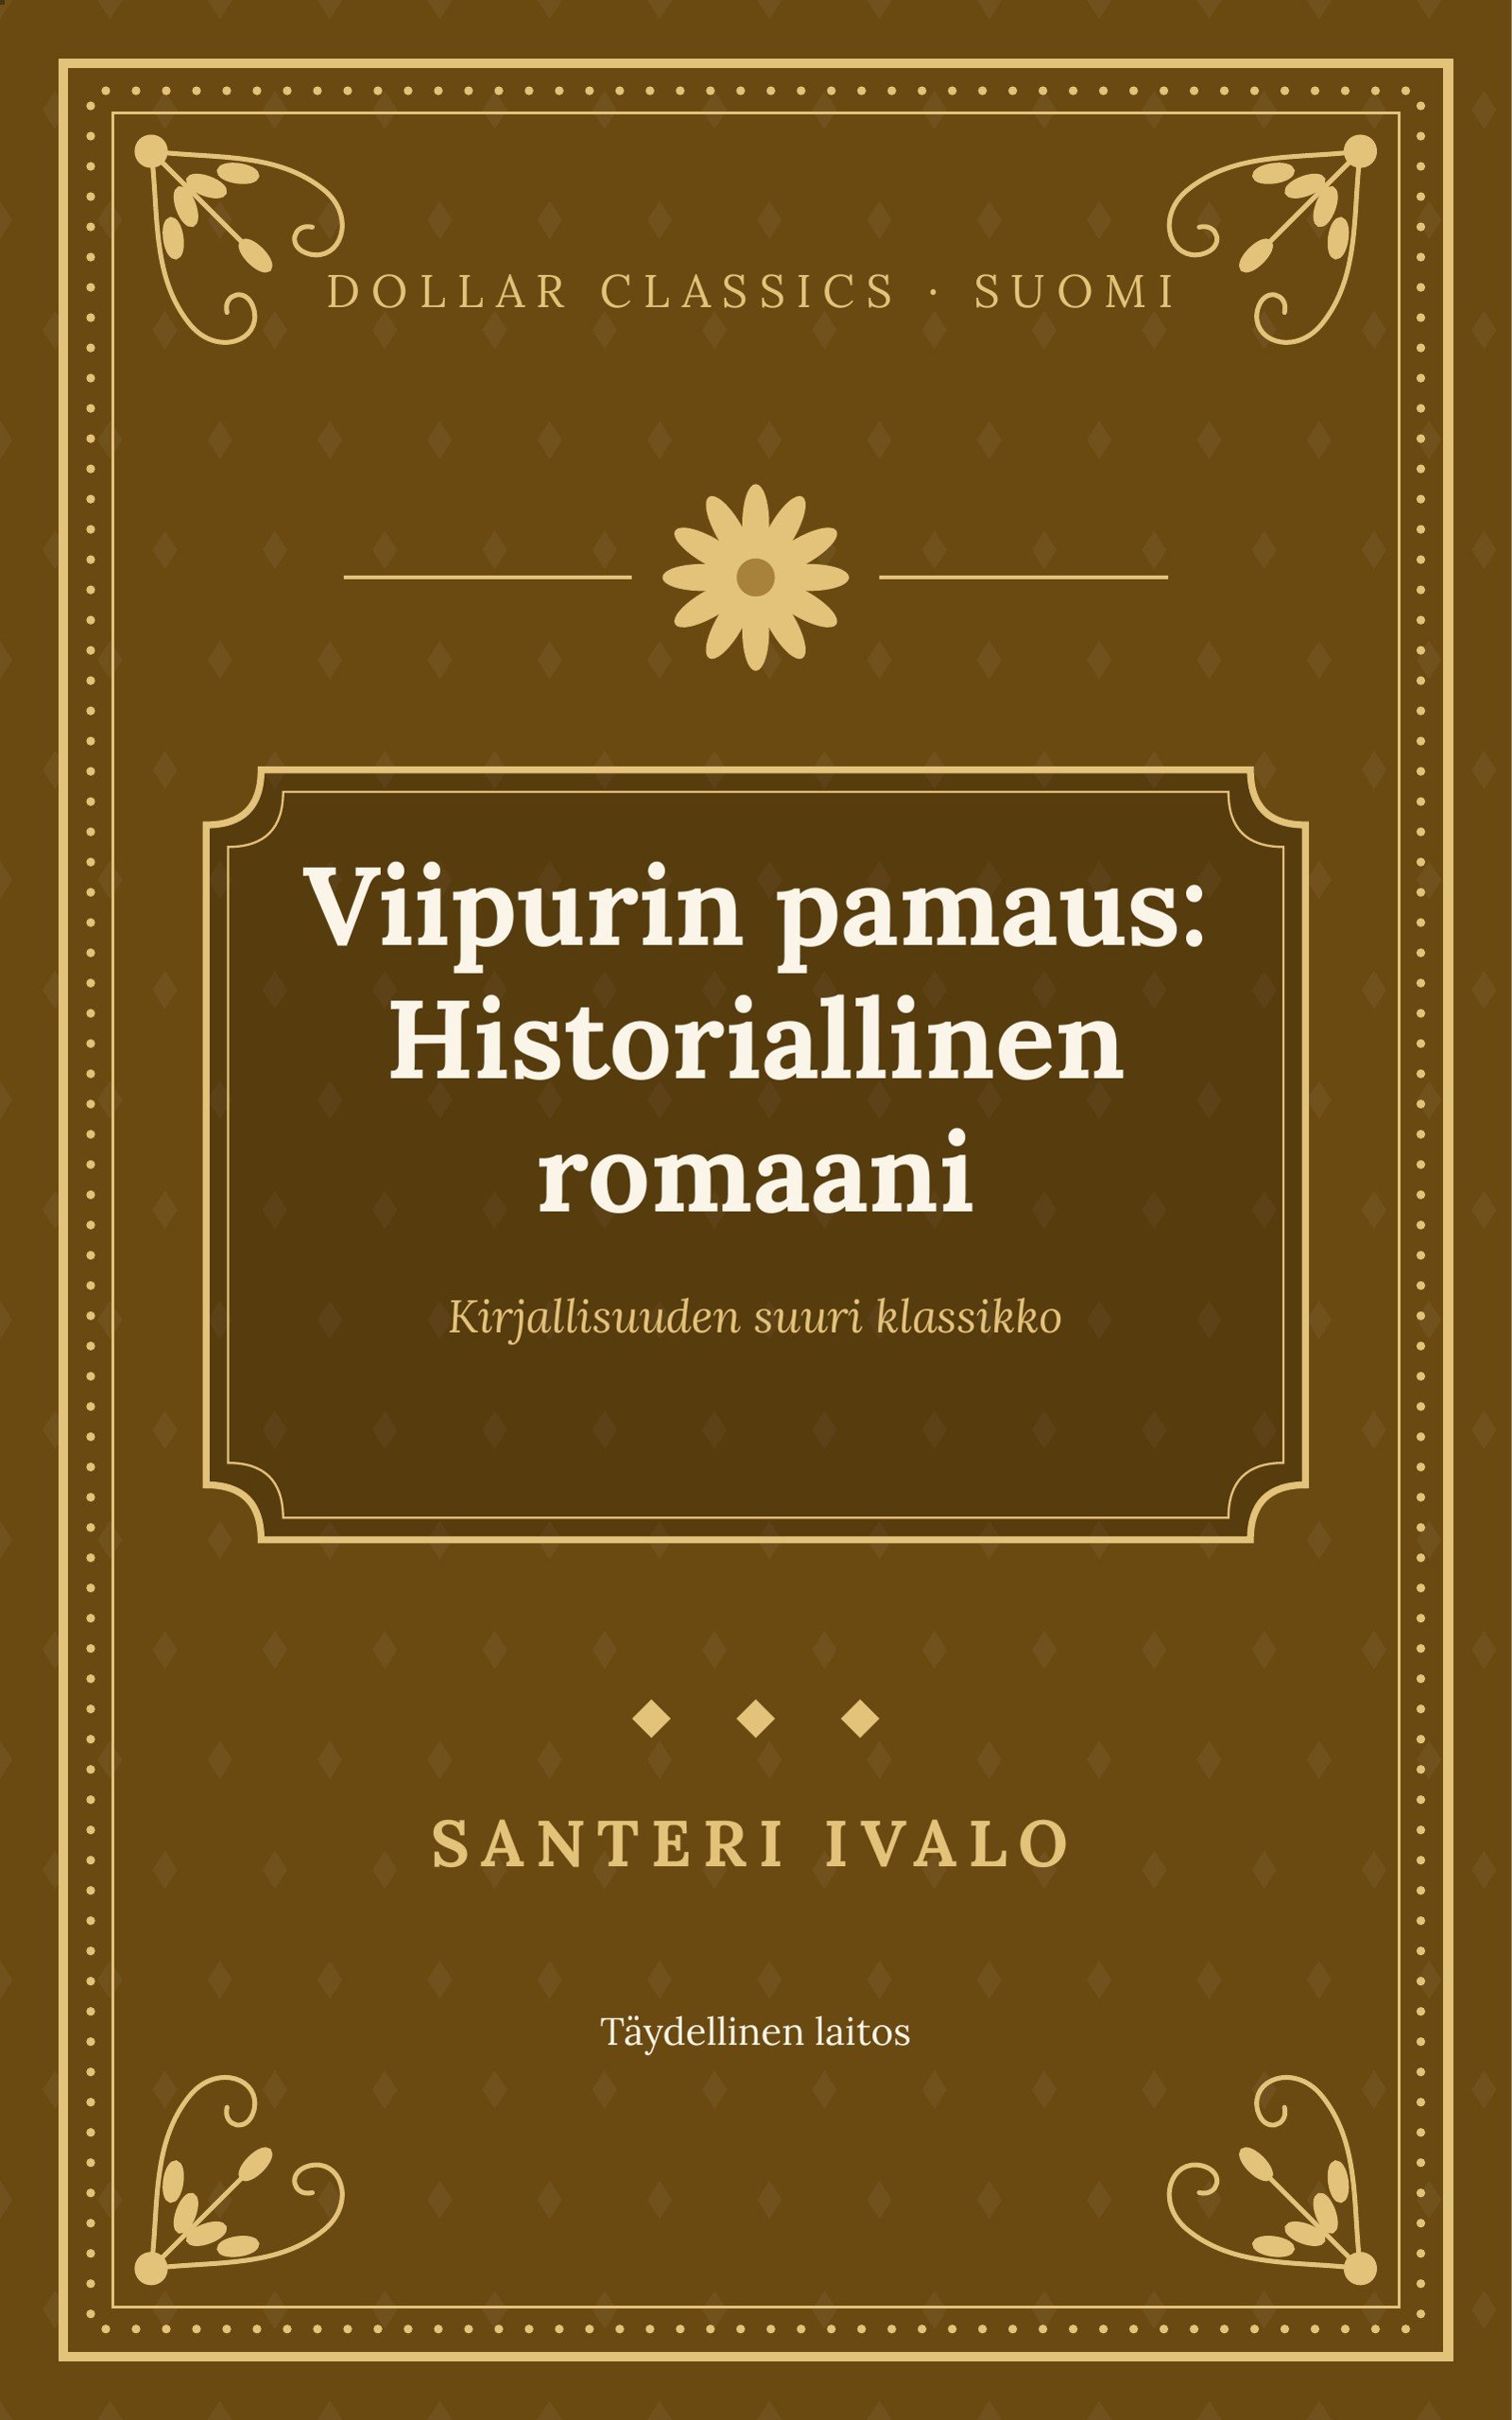 DOLLAR CLASSICS · SUOMI
Viipurin pamaus:
Historiallinen
romaani
Kirjallisuuden suuri klassikko
SANTERI IVALO
Täydellinen laitos